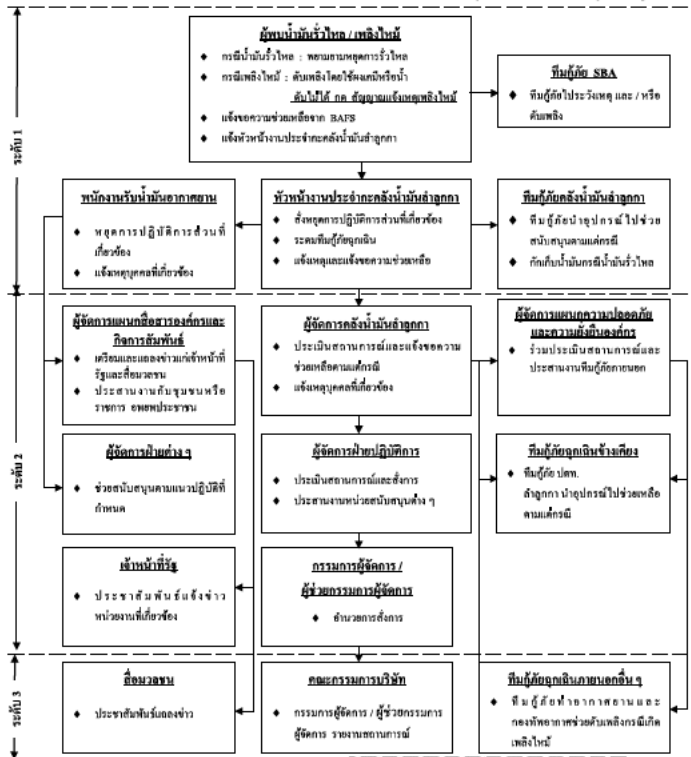 ผู้พบน้ำมันรั่วไหล / เพลิงไหม้
♦ กรณีน้ำมันรั่วไหล : พยายามหยุดการรั่วไหล
♦ กรณีเพลิงไหม้ : ดับเพลิงโดยใช้ผงเคมีหรือน้ำ
ดับไม่ได้ กด สัญญาณแจ้งเหตุเพลิงไหม้
♦ แจ้งขอความช่วยเหลือจาก BAFS
♦ แจ้งหัวหน้างานประจำกะคลังน้ำมันลำลูกกา
ทีมกู้ภัย SBA
♦ ทีมกู้ภัยไประงับเหตุ และ / หรือ
ดับเพลิง
ระดับ 1
พนักงานรับน้ำมันอากาศยาน
♦ หยุดการปฏิบัติการส่วนที่
เกี่ยวข้อง
♦ แจ้งเหตุบุคคลที่เกี่ยวข้อง
หัวหน้างานประจำกะคลังน้ำมันลำลูกกา
♦ สั่งหยุดการปฏิบัติการส่วนที่เกี่ยวข้อง
♦ ระดมทีมกู้ภัยฉุกเฉิน
♦ แจ้งเหตุและแจ้งขอความช่วยเหลือ
ทีมกู้ภัยคลังน้ำมันลำลูกกา
♦ ทีมกู้ภัยนำอุปกรณ์ไปช่วย
สนับสนุนตามแต่กรณี
♦ กักเก็บน้ำมันกรณีน้ำมันรั่วไหล
ระดับ 2
ผู้จัดการแผนกสื่อสารองค์กรและ
กิจการสัมพันธ์
♦ เตรียมและแถลงข่าวแก่เจ้าหน้าที่
รัฐและสื่อมวลชน
♦ ประสานงานกับชุมชนหรือ
ราชการ อพยพประชาชน
ผู้จัดการคลังน้ำมันลำลูกกา
♦ ประเมินสถานการณ์และแจ้งขอความ
ช่วยเหลือตามแต่กรณี
♦ แจ้งเหตุบุคคลที่เกี่ยวข้อง
ผู้จัดการแผนกความปลอดภัย
และความยั่งยืนองค์กร
♦ ร่วมประเมินสถานการณ์และ
ประสานงานทีมกู้ภัยภายนอก
ผู้จัดการฝ่ายต่าง ๆ
♦ ช่วยสนับสนุนตามแนวปฏิบัติที่
กำหนด
ผู้จัดการฝ่ายปฏิบัติการ
♦ ประเมินสถานการณ์และสั่งการ
♦ ประสานงานหน่วยสนับสนุนต่าง ๆ
ทีมกู้ภัยฉุกเฉินข้างเคียง
♦ ทีมกู้ภัย ปตท.
ลำลูกกา นำอุปกรณ์ไปช่วยเหลือ
ตามแต่กรณี
เจ้าหน้าที่รัฐ
♦ ประชาสัมพันธ์แจ้งข่าว
หน่วยงานที่เกี่ยวข้อง
กรรมการผู้จัดการ /
ผู้ช่วยกรรมการผู้จัดการ
♦ อำนวยการสั่งการ
ระดับ 3
สื่อมวลชน
♦ ประชาสัมพันธ์แถลงข่าว
คณะกรรมการบริษัท
♦ กรรมการผู้จัดการ / ผู้ช่วยกรรมการ
ผู้จัดการ รายงานสถานการณ์
ทีมกู้ภัยฉุกเฉินภายนอกอื่น ๆ
♦ ทีมกู้ภัยท่าอากาศยานและ
กองทัพอากาศช่วยดับเพลิงกรณีเกิด
เพลิงไหม้